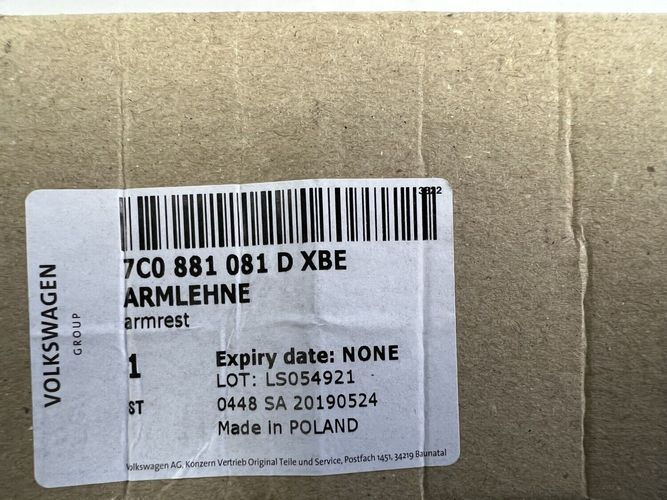 3822
7C0 881 081 D XBE
ARMLEHNE
armrest
1
ST
Expiry date: NONE
LOT: LS054921
0448 SA 20190524
Made in POLAND
Volkswagen AG, Konzern Vertrieb Original Teile und Service, Postfach 1451, 34219 Baunatal
VOLKSWAGEN
GROUP